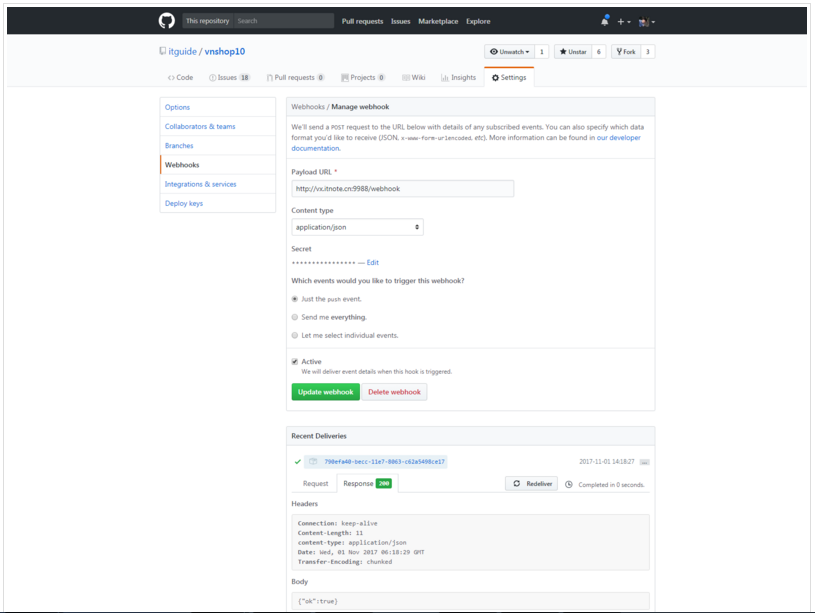 This repository Search Pull requests Issues Marketplace Explore
itguide / vnshop10 Unwatch 1 Unstar 6 Fork 3
Code Issues 18 Pull requests 0 Projects 0 Wiki Insights Settings
Options
Collaborators & teams
Branches
Webhooks
Integrations & services
Deploy keys
Webhooks / Manage webhook
We'll send a POST request to the URL below with details of any subscribed events. You can also specify which data
format you'd like to receive (JSON, x-www-form-urlencoded, etc). More information can be found in our developer
documentation.
Payload URL *
http://vx.itnote.cn:9988/webhook
Content type
application/json
Secret
**************** — Edit
Which events would you like to trigger this webhook?
Just the push event.
Send me everything.
Let me select individual events.
Active
We will deliver event details when this hook is triggered.
Update webhook Delete webhook
Recent Deliveries
790efa40-becc-11e7-8063-c62a5498ce17 2017-11-01 14:18:27 ...
Request Response 200 Redeliver Completed in 0 seconds.
Headers
Connection: keep-alive
Content-Length: 11
content-type: application/json
Date: Wed, 01 Nov 2017 06:18:29 GMT
Transfer-Encoding: chunked
Body
{"ok":true}